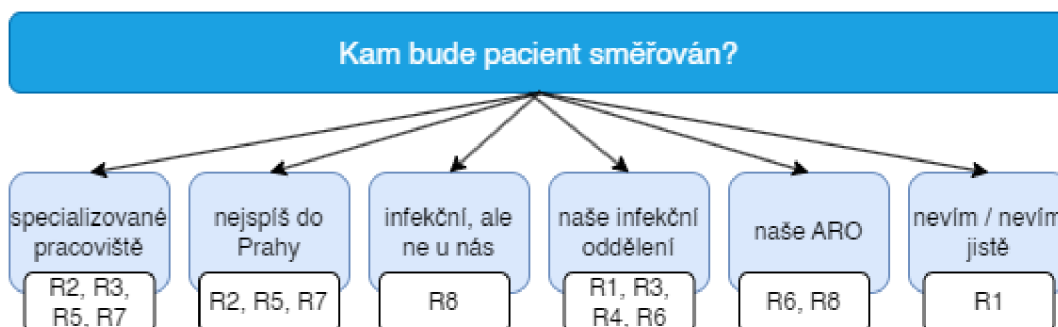 Kam bude pacient směřován?
specializované
pracoviště
R2, R3,
R5, R7
nejspíš do
Prahy
R2, R5, R7
infekční, ale
ne u nás
R8
naše infekční
oddělení
R1, R3,
R4, R6
naše ARO
R6, R8
nevím / nevím
jistě
R1